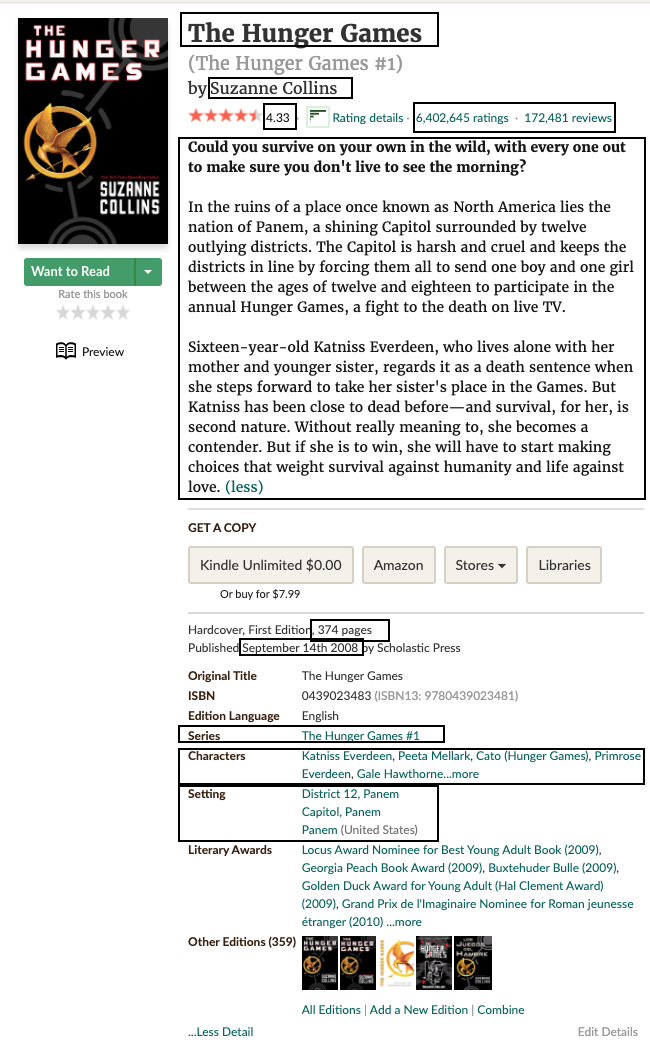 THE
HUNGER
GAMES
SUZANNE
COLLINS
Want to Read
Rate this book
Preview
The Hunger Games
(The Hunger Games #1)
by Suzanne Collins
4.33 · Rating details · 6,402,645 ratings · 172,481 reviews
Could you survive on your own in the wild, with every one out
to make sure you don't live to see the morning?
In the ruins of a place once known as North America lies the
nation of Panem, a shining Capitol surrounded by twelve
outlying districts. The Capitol is harsh and cruel and keeps the
districts in line by forcing them all to send one boy and one girl
between the ages of twelve and eighteen to participate in the
annual Hunger Games, a fight to the death on live TV.
Sixteen-year-old Katniss Everdeen, who lives alone with her
mother and younger sister, regards it as a death sentence when
she steps forward to take her sister's place in the Games. But
Katniss has been close to dead before—and survival, for her, is
second nature. Without really meaning to, she becomes a
contender. But if she is to win, she will have to start making
choices that weight survival against humanity and life against
love. (less)
GET A COPY
Kindle Unlimited $0.00 Amazon Stores Libraries
Or buy for $7.99
Hardcover, First Edition, 374 pages
Published September 14th 2008 by Scholastic Press
Original Title The Hunger Games
ISBN 0439023483 (ISBN13: 9780439023481)
Edition Language English
Series The Hunger Games #1
Characters Katniss Everdeen, Peeta Mellark, Cato (Hunger Games), Primrose
Everdeen, Gale Hawthorne...more
Setting District 12, Panem
Capitol, Panem
Panem (United States)
Literary Awards Locus Award Nominee for Best Young Adult Book (2009),
Georgia Peach Book Award (2009), Buxtehuder Bulle (2009),
Golden Duck Award for Young Adult (Hal Clement Award)
(2009), Grand Prix de l'Imaginaire Nominee for Roman jeunesse
étranger (2010) ...more
Other Editions (359)
All Editions | Add a New Edition | Combine
...Less Detail Edit Details